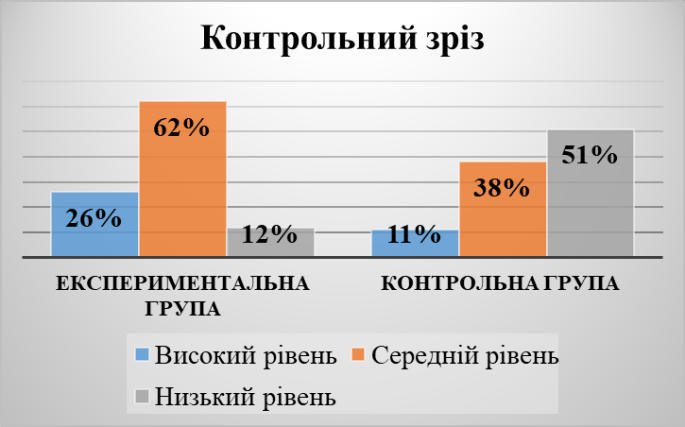 Контрольний зріз
62%
26%
12%
51%
38%
11%
ЕКСПЕРИМЕНТАЛЬНА
ГРУПА
КОНТРОЛЬНА ГРУПА
Високий рівень
Середній рівень
Низький рівень